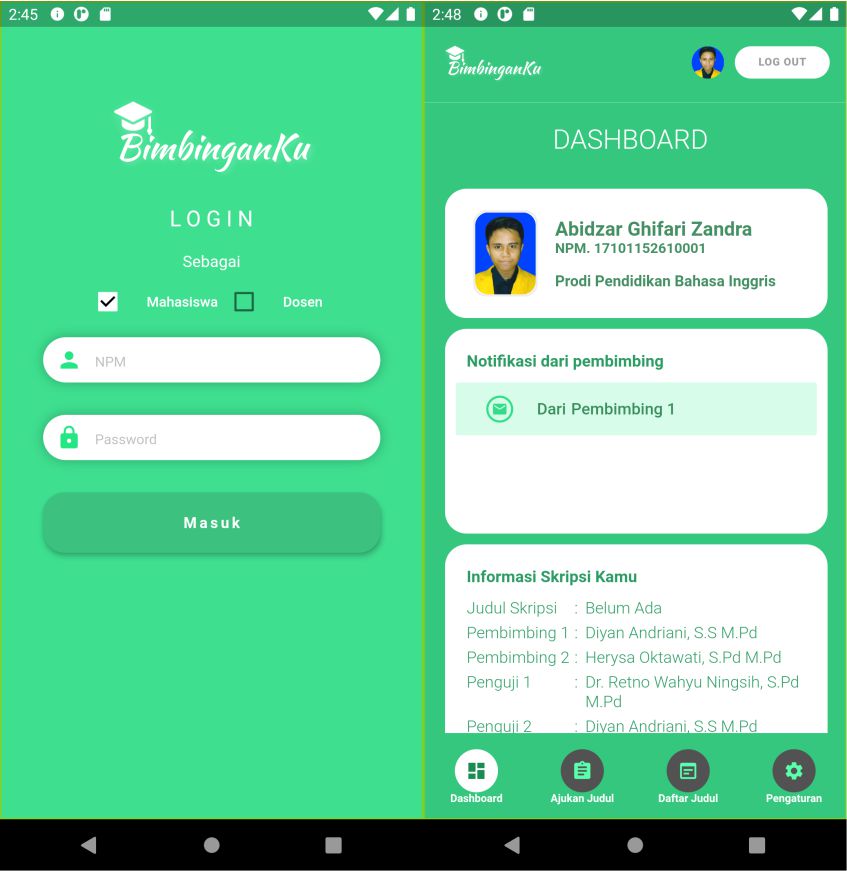 2:45
BimbinganKu
LOGIN
Sebagai
Mahasiswa Dosen
NPM
Password
Masuk
2:48
BimbinganKu
LOG OUT
DASHBOARD
Abidzar Ghifari Zandra
NPM. 17101152610001
Prodi Pendidikan Bahasa Inggris
Notifikasi dari pembimbing
Dari Pembimbing 1
Informasi Skripsi Kamu
Judul Skripsi : Belum Ada
Pembimbing 1 : Diyan Andriani, S.S M.Pd
Pembimbing 2 : Herysa Oktawati, S.Pd M.Pd
Penguji 1 : Dr. Retno Wahyu Ningsih, S.Pd
M.Pd
Penguji 2 : Diyan Andriani, S.S M.Pd
Dashboard Ajukan Judul Daftar Judul Pengaturan